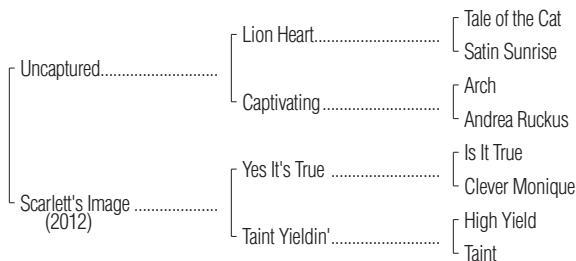 Tale of the Cat
Lion Heart..................................
Satin Sunrise
Uncaptured................................
Arch
Captivating ................................
Andrea Ruckus
Is It True
Yes It's True ..............................
Clever Monique
Scarlett's Image .......................
(2012)
High Yield
Taint Yieldin'..............................
Taint